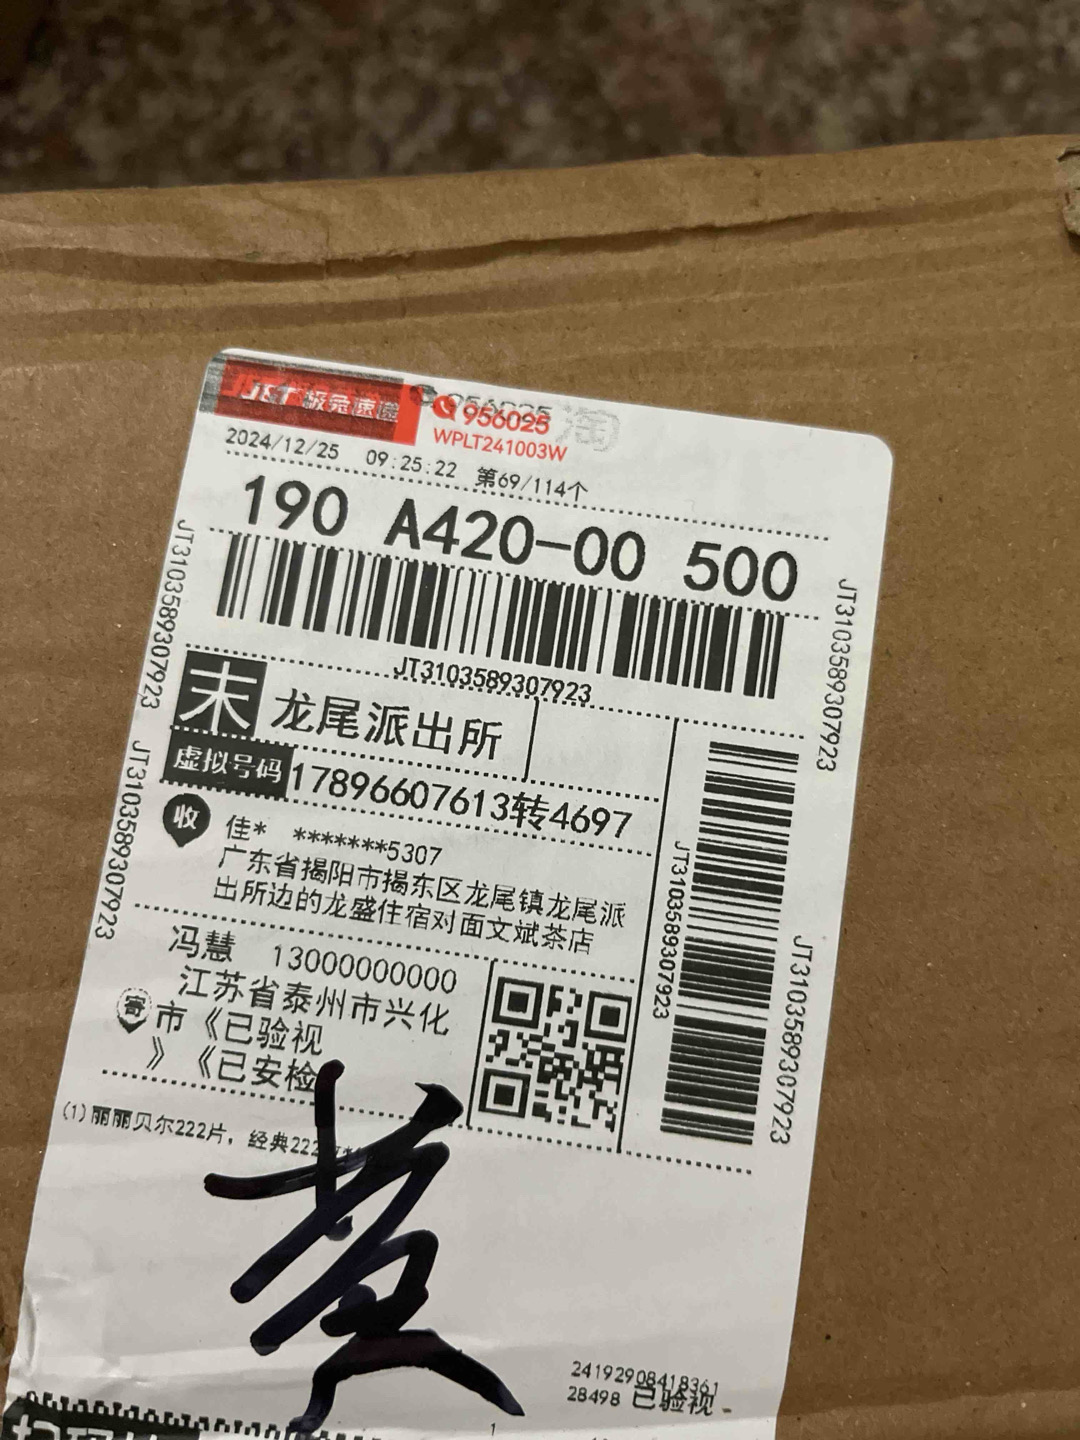 J&T 极兔速递
956025
淘
WPLT241003W
2024/12/25 09:25:22 第69/114个
190 A420-00 500
JT3103589307923
JT3103589307923
JT3103589307923
JT3103589307923
末 龙尾派出所
虚拟号码 17896607613转4697
收 佳* *******5307
广东省揭阳市揭东区龙尾镇龙尾派
出所边的龙盛住宿对面文斌茶店
冯慧 13000000000
江苏省泰州市兴化
寄 市《已验视
》《已安检
JT3103589307923
JT3103589307923
(1)丽丽贝尔222片，经典222
24192908418361
28498 已验视
1